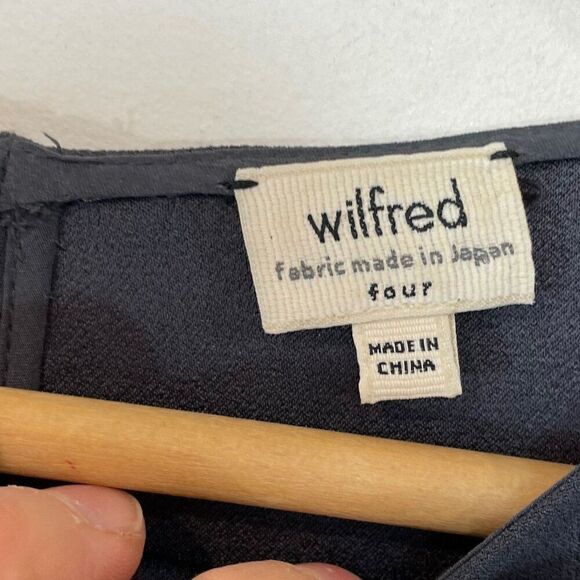 wilfred
fabric made in Japan
four
MADE IN
CHINA